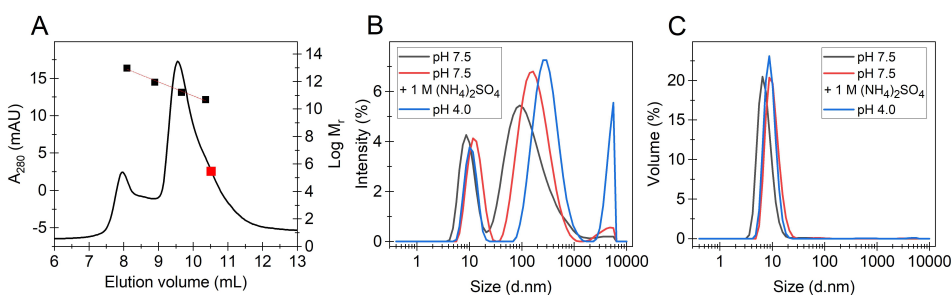 A
A₂₈₀ (mAU)
15
10
5
0
-5
6 7 8 9 10 11 12 13
Elution volume (mL)
14
12
10
8
6
4
2
0
Log Mᵣ
B
pH 7.5
pH 7.5
+ 1 M (NH₄)₂SO₄
pH 4.0
Intensity (%)
6
4
2
0
1 10 100 1000 10000
Size (d.nm)
C
pH 7.5
pH 7.5
+ 1 M (NH₄)₂SO₄
pH 4.0
Volume (%)
25
20
15
10
5
0
1 10 100 1000 10000
Size (d.nm)